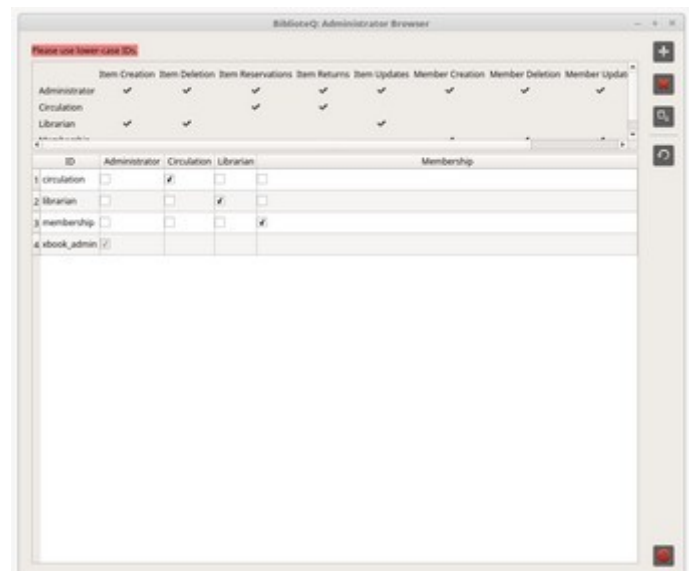 BiblioteQ: Administrator Browser
Please use lower-case IDs.
Item Creation Item Deletion Item Reservations Item Returns Item Updates Member Creation Member Deletion Member Updat
Administrator
Circulation
Librarian
ID Administrator Circulation Librarian Membership
1 circulation
2 librarian
3 membership
4 xbook_admin